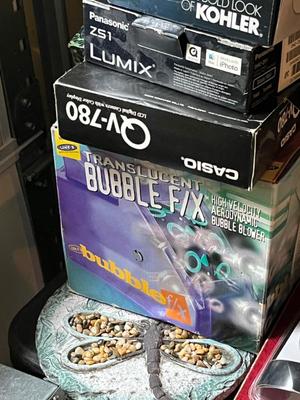 BOLD LOOK
OF KOHLER®
Panasonic
ZS1
LUMIX
iPhoto
QV-780
LCD Digital Camera with Color Display
CASIO
TRANSLUCENT
BUBBLE F/X
HIGH VELOCITY
AERODYNAMIC
BUBBLE BLOWER
bubble f/x